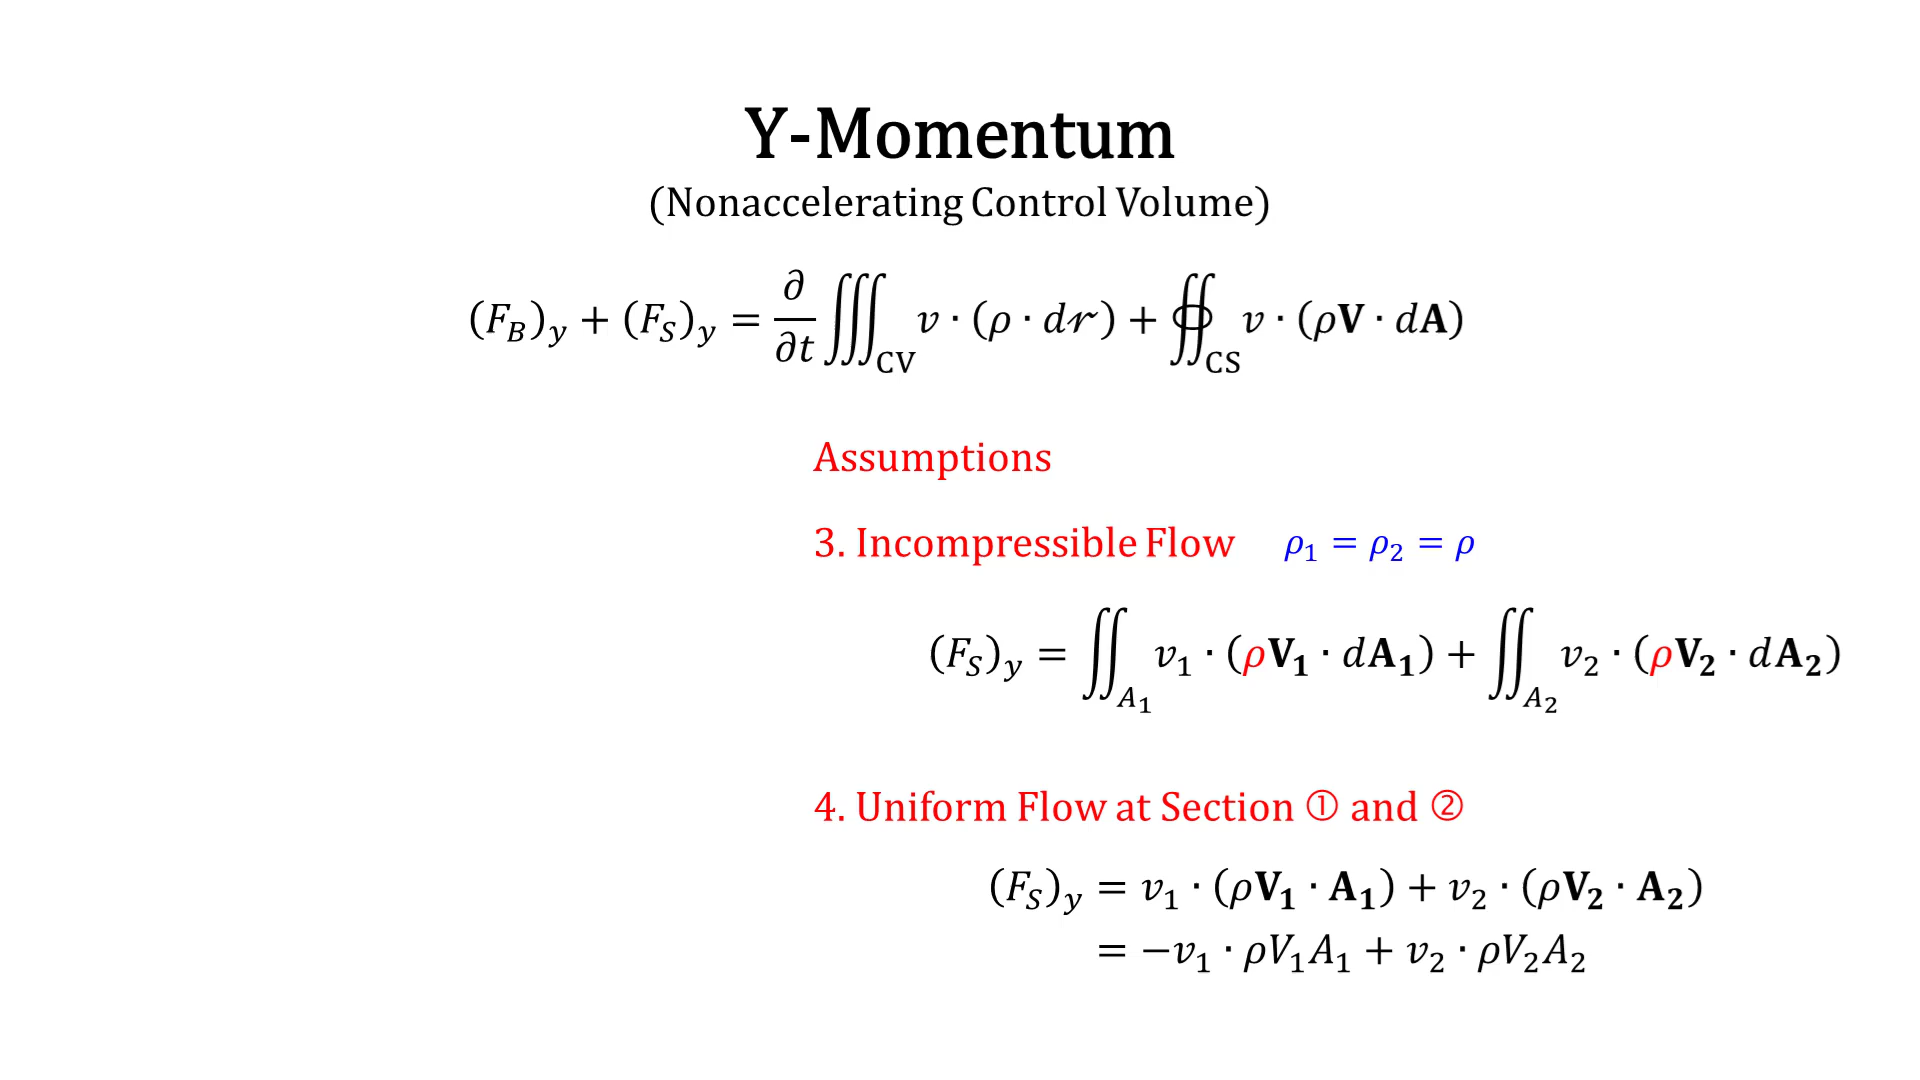 Y-Momentum
(Nonaccelerating Control Volume)
(F_B)_y + (F_S)_y = ∂/∂t ∭_CV v · (ρ · d𝓇) + ∯_CS v · (ρ𝐕 · d𝐀)
Assumptions
3. Incompressible Flow ρ₁ = ρ₂ = ρ
(F_S)_y = ∬_A₁ v₁ · (ρ𝐕₁ · d𝐀₁) + ∬_A₂ v₂ · (ρ𝐕₂ · d𝐀₂)
4. Uniform Flow at Section ① and ②
(F_S)_y = v₁ · (ρ𝐕₁ · 𝐀₁) + v₂ · (ρ𝐕₂ · 𝐀₂)
= −v₁ · ρV₁A₁ + v₂ · ρV₂A₂